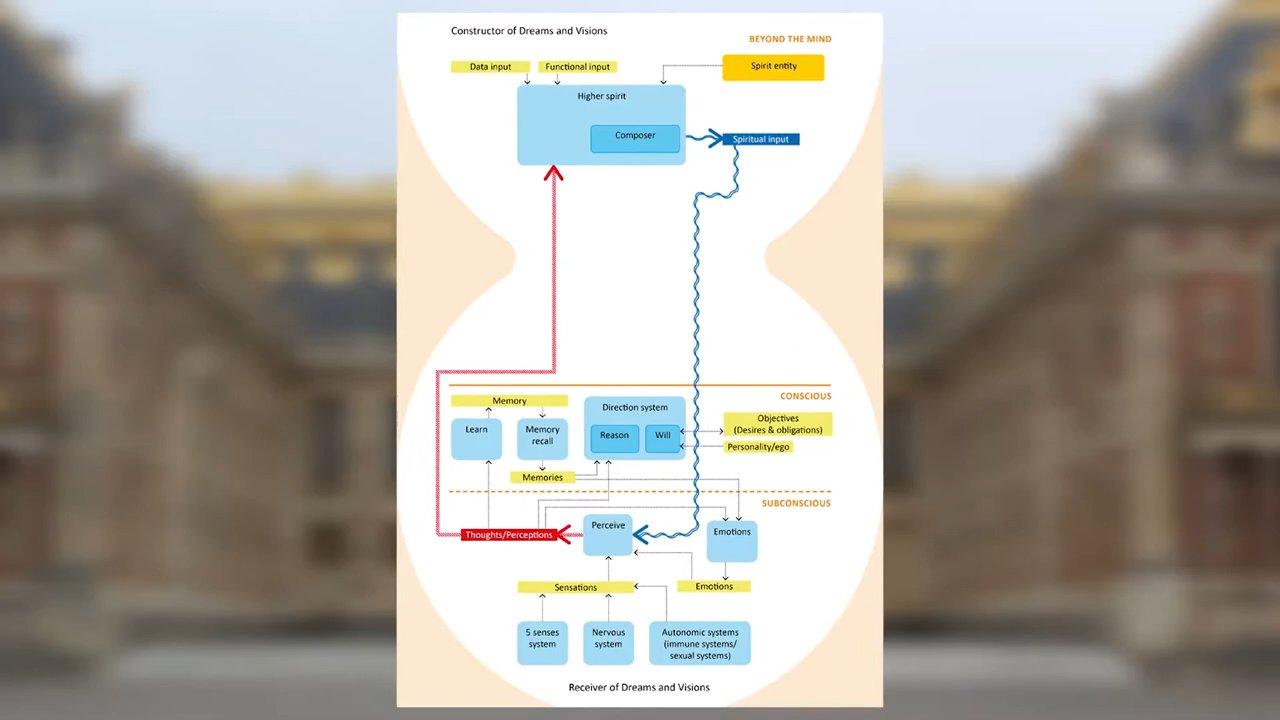 Constructor of Dreams and Visions
BEYOND THE MIND
Data input
Functional input
Spirit entity
Higher spirit
Composer
Spiritual input
CONSCIOUS
Memory
Learn
Memory
recall
Direction system
Reason
Will
Objectives
(Desires & obligations)
Personality/ego
Memories
SUBCONSCIOUS
Thoughts/Perceptions
Perceive
Emotions
Sensations
Emotions
5 senses
system
Nervous
system
Autonomic systems
(immune systems/
sexual systems)
Receiver of Dreams and Visions